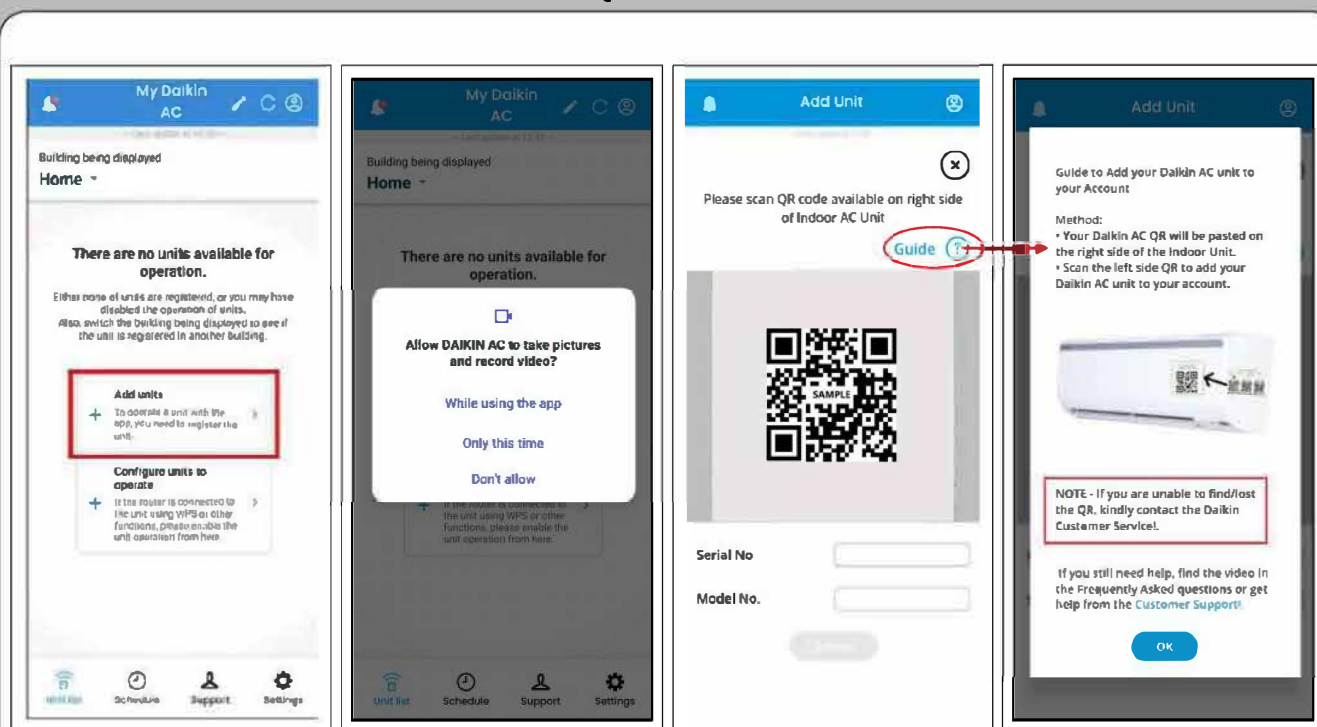 My Daikin
AC
Building being displayed
Home
There are no units available for
operation.
Either none of units are registered, or you may have
disabled the operation of units.
Also, switch the building being displayed to see if
the unit is registered in another building.
Add units
To operate a unit with the
app, you need to register the
unit.
Configure units to
operate
If the router is connected to
the unit using WPS or other
functions, please enable the
unit operation from here.
Unit list
Schedule
Support
Settings
My Daikin
AC
Building being displayed
Home
There are no units available for
operation.
Allow DAIKIN AC to take pictures
and record video?
While using the app
Only this time
Don't allow
If the router is connected to
the unit using WPS or other
functions, please enable the
unit operation from here.
Unit list
Schedule
Support
Settings
Add Unit
Please scan QR code available on right side
of Indoor AC Unit
Guide ?
SAMPLE
Serial No
Model No.
Add Unit
Guide to Add your Daikin AC unit to
your Account
Method:
• Your Daikin AC QR will be pasted on
the right side of the Indoor Unit.
• Scan the left side QR to add your
Daikin AC unit to your account.
NOTE - If you are unable to find/lost
the QR, kindly contact the Daikin
Customer Service!.
If you still need help, find the video in
the Frequently Asked questions or get
help from the Customer Support!
OK